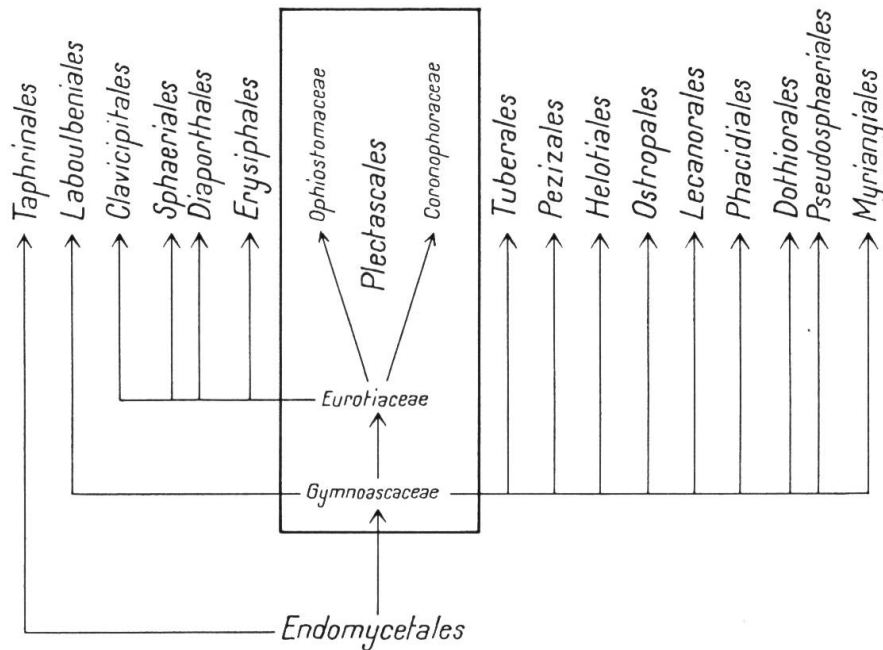 Taphrinales
Laboulbeniales
Clavicipitales
Sphaeriales
Diaporthales
Erysiphales
Ophiostomaceae
Plectascales
Coronophoraceae
Tuberales
Pezizales
Helotiales
Ostropales
Lecanorales
Phacidiales
Dothiorales
Pseudosphaeriales
Myriangiales
Eurotiaceae
Gymnoascaceae
Endomycetales